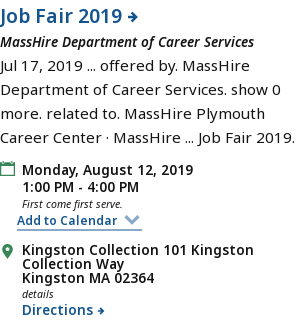 Job Fair 2019
MassHire Department of Career Services
Jul 17, 2019 ... offered by. MassHire
Department of Career Services. show 0
more. related to. MassHire Plymouth
Career Center · MassHire ... Job Fair 2019.
Monday, August 12, 2019
1:00 PM - 4:00 PM
First come first serve.
Add to Calendar
Kingston Collection 101 Kingston
Collection Way
Kingston MA 02364
details
Directions